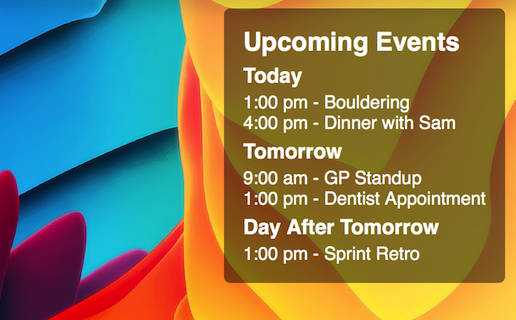 Upcoming Events
Today
1:00 pm - Bouldering
4:00 pm - Dinner with Sam
Tomorrow
9:00 am - GP Standup
1:00 pm - Dentist Appointment
Day After Tomorrow
1:00 pm - Sprint Retro